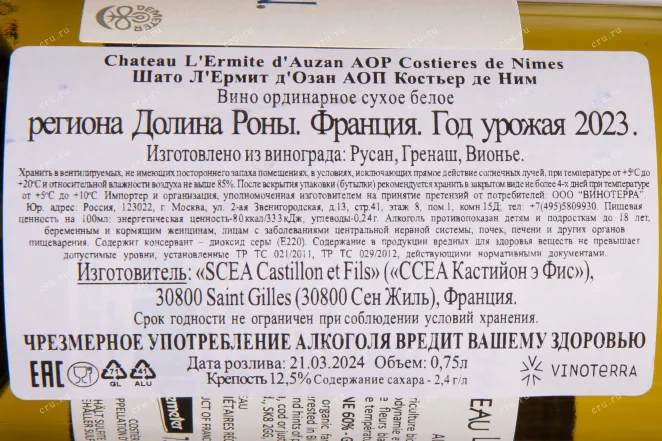 DEMETER
Chateau L'Ermite d'Auzan AOP Costieres de Nimes
Шато Л'Ермит д'Озан АОП Костьер де Ним
Вино ординарное сухое белое
региона Долина Роны. Франция. Год урожая 2023.
Изготовлено из винограда: Русан, Гренаш, Вионье.
Хранить в вентилируемых, не имеющих постороннего запаха помещениях, в условиях, исключающих прямое действие солнечных лучей, при температуре от +5°С до
+20°С и относительной влажности воздуха не выше 85%. После вскрытия упаковки (бутылки) рекомендуется хранить в закрытом виде не более 4-х дней при температуре
от +5°С до +10°С Импортер и организация, уполномоченная изготовителем на принятие претензий от потребителей: ООО "ВИНОТЕРРА".
Юр. адрес: Россия, 123022, г. Москва, ул. 2-ая Звенигородская, д.13, стр.41, этаж 8, пом.1, комн 15Д; тел: +7(495)5809930. Пищевая
ценность на 100мл: энергетическая ценность-80ккал/333кДж, углеводы-0,24г. Алкоголь противопоказан детям и подросткам до 18 лет,
беременным и кормящим женщинам, лицам с заболеваниями центральной нервной системы, почек, печени и других органов
пищеварения. Содержит консервант – диоксид серы (Е220). Содержание в продукции вредных для здоровья веществ не превышает
допустимые уровни, установленные ТР ТС 021/2011, ТР ТС 029/2012, действующими нормативными документами.
Изготовитель: «SCEA Castillon et Fils» («ССЕА Кастийон э Фис»),
30800 Saint Gilles (30800 Сен Жиль), Франция.
Срок годности не ограничен при соблюдении условий хранения.
ЧРЕЗМЕРНОЕ УПОТРЕБЛЕНИЕ АЛКОГОЛЯ ВРЕДИТ ВАШЕМУ ЗДОРОВЬЮ
Дата розлива: 21.03.2024 Объем: 0,75л
Крепость 12,5% Содержание сахара - 2,4 г/л
EAC
71
GL
41
ALU
VINOTERRA